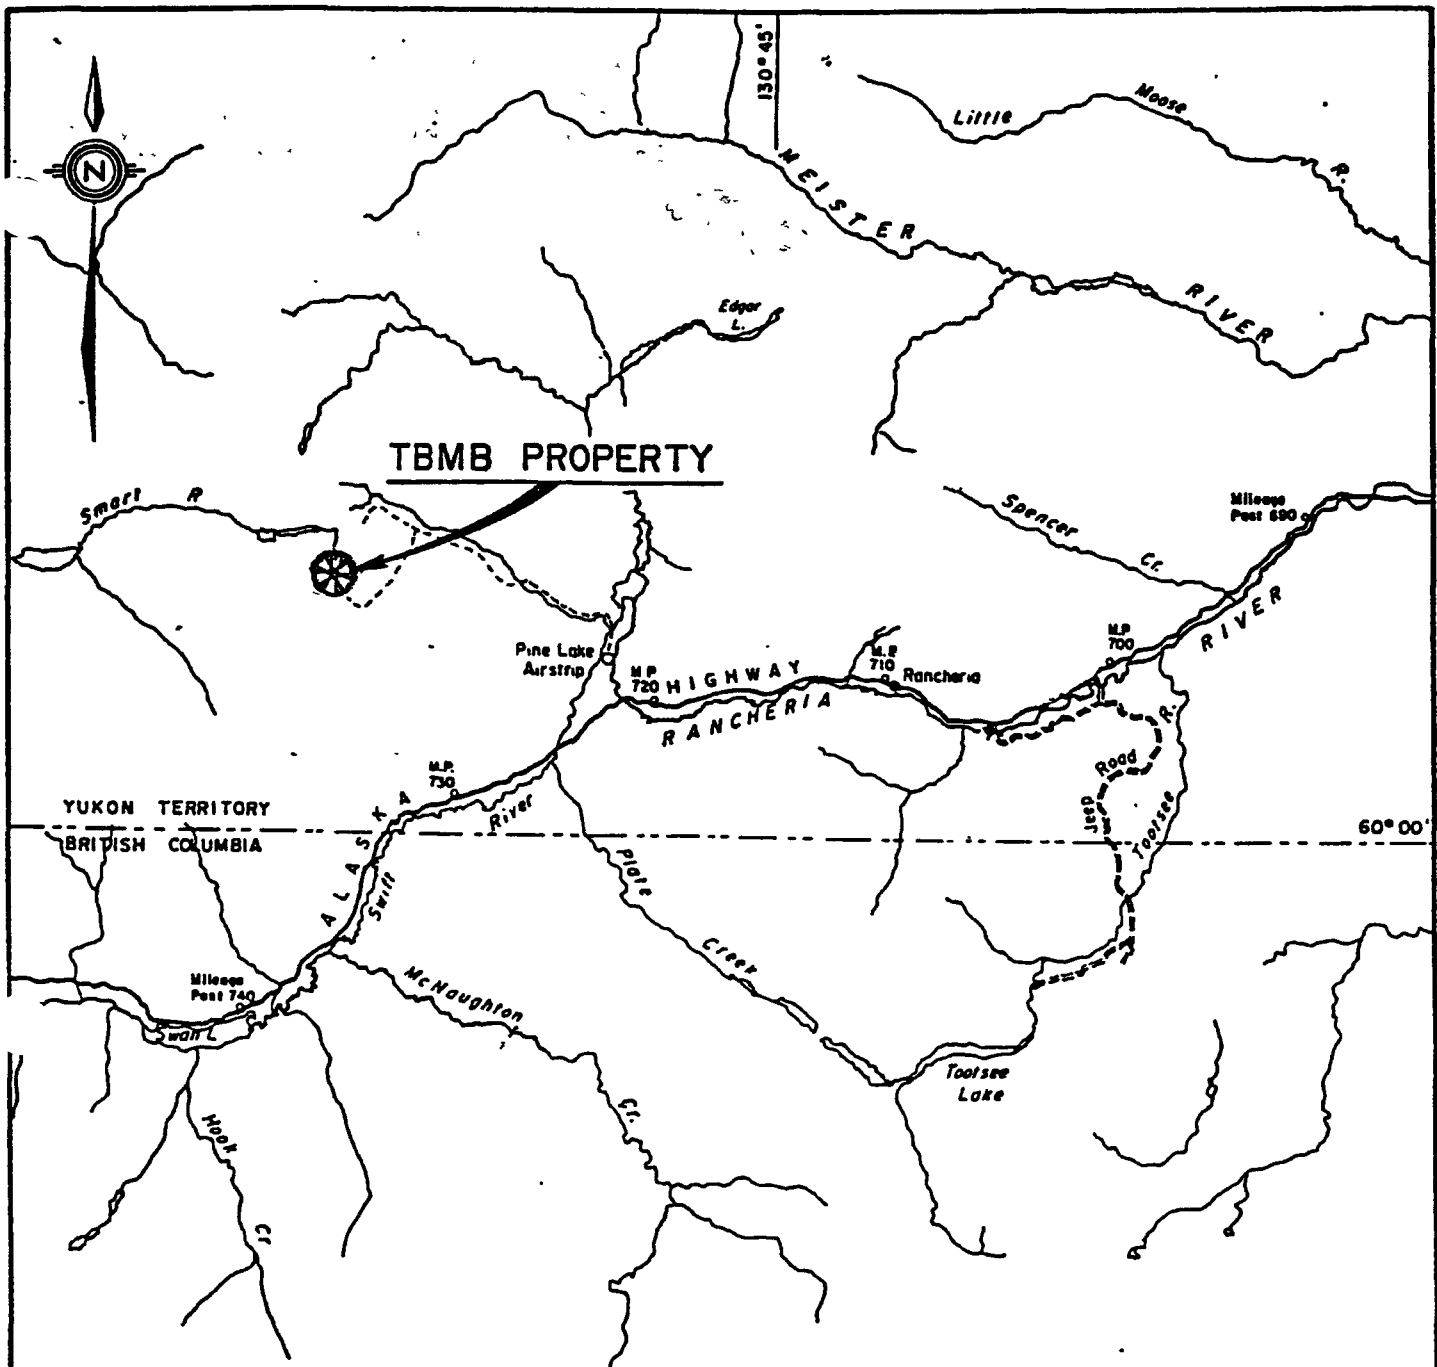 130° 45'
Little Moose R.
MEISTER RIVER
N
Edgar
L.
TBMB PROPERTY
Smart R
Spencer Cr.
Mileage
Post 690
RIVER
M.P.
700
Pine Lake
Airstrip
M.P.
720
HIGHWAY
M.P.
710
Rancheria
RANCHERIA
M.P.
730
River
Jeep Road
Tootsee R.
YUKON TERRITORY
BRITISH COLUMBIA
60° 00'
ALASKA
Swift
Plate Creek
Mileage
Post 740
wan L
McNaughton Cr.
Tootsee
Lake
Hook Cr